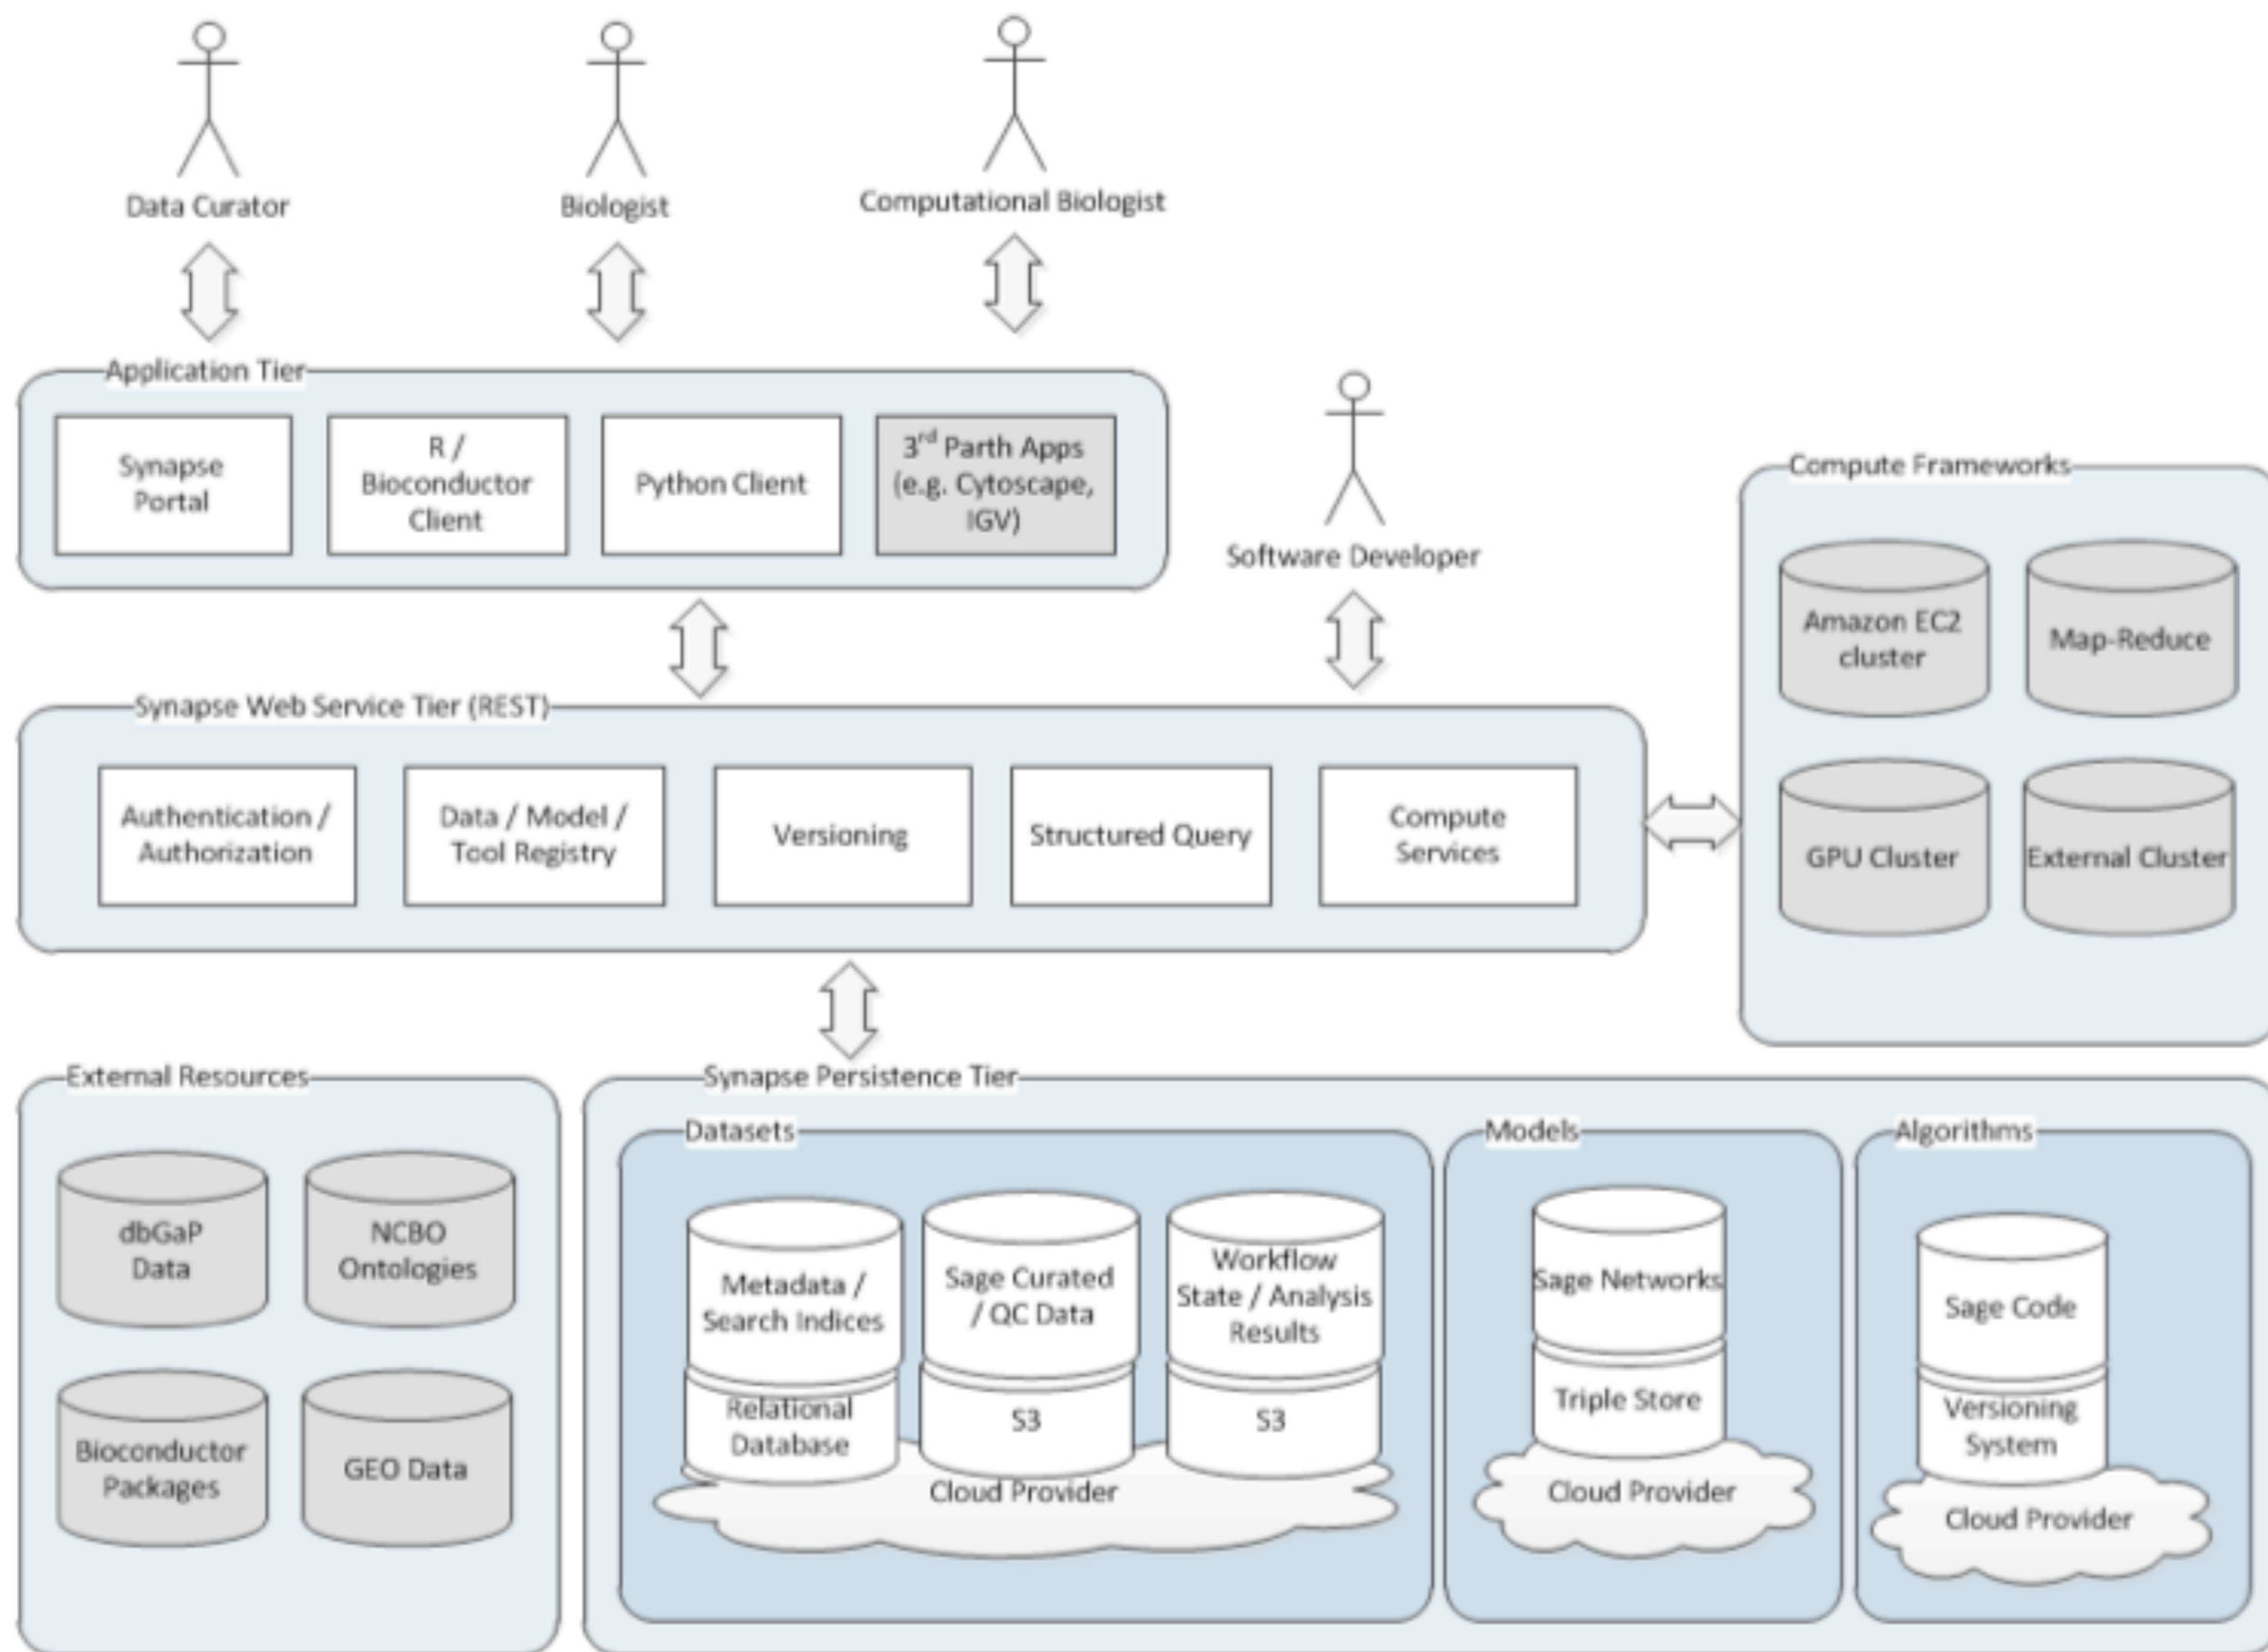 Data Curator
Biologist
Computational Biologist
Application Tier
Synapse
Portal
R /
Bioconductor
Client
Python Client
3rd Parth Apps
(e.g. Cytoscape,
IGV)
Software Developer
Compute Frameworks
Amazon EC2
cluster
Map-Reduce
GPU Cluster
External Cluster
Synapse Web Service Tier (REST)
Authentication /
Authorization
Data / Model /
Tool Registry
Versioning
Structured Query
Compute
Services
External Resources
dbGaP
Data
NCBO
Ontologies
Bioconductor
Packages
GEO Data
Synapse Persistence Tier
Datasets
Metadata /
Search Indices
Relational
Database
Sage Curated
/ QC Data
S3
Workflow
State / Analysis
Results
S3
Cloud Provider
Models
Sage Networks
Triple Store
Cloud Provider
Algorithms
Sage Code
Versioning
System
Cloud Provider